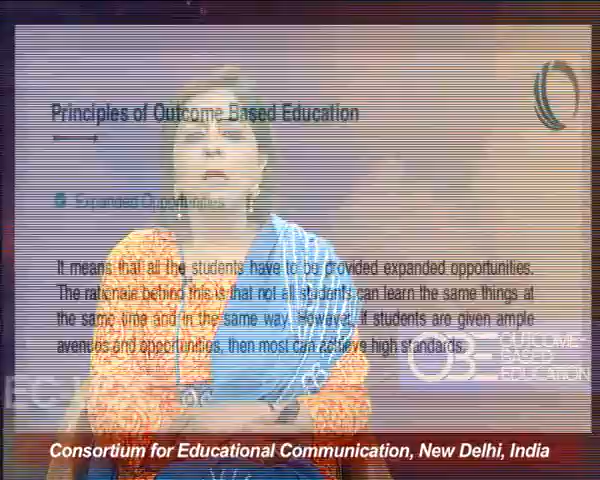 Principles of Outcome Based Education
Expanded Opportunities
It means that all the students have to be provided expanded opportunities.
The rationale behind this is that not all students can learn the same things at
the same time and in the same way. However, if students are given ample
avenues and opportunities, then most can achieve high standards.
OBE OUTCOME-
BASED
EDUCATION
Consortium for Educational Communication, New Delhi, India